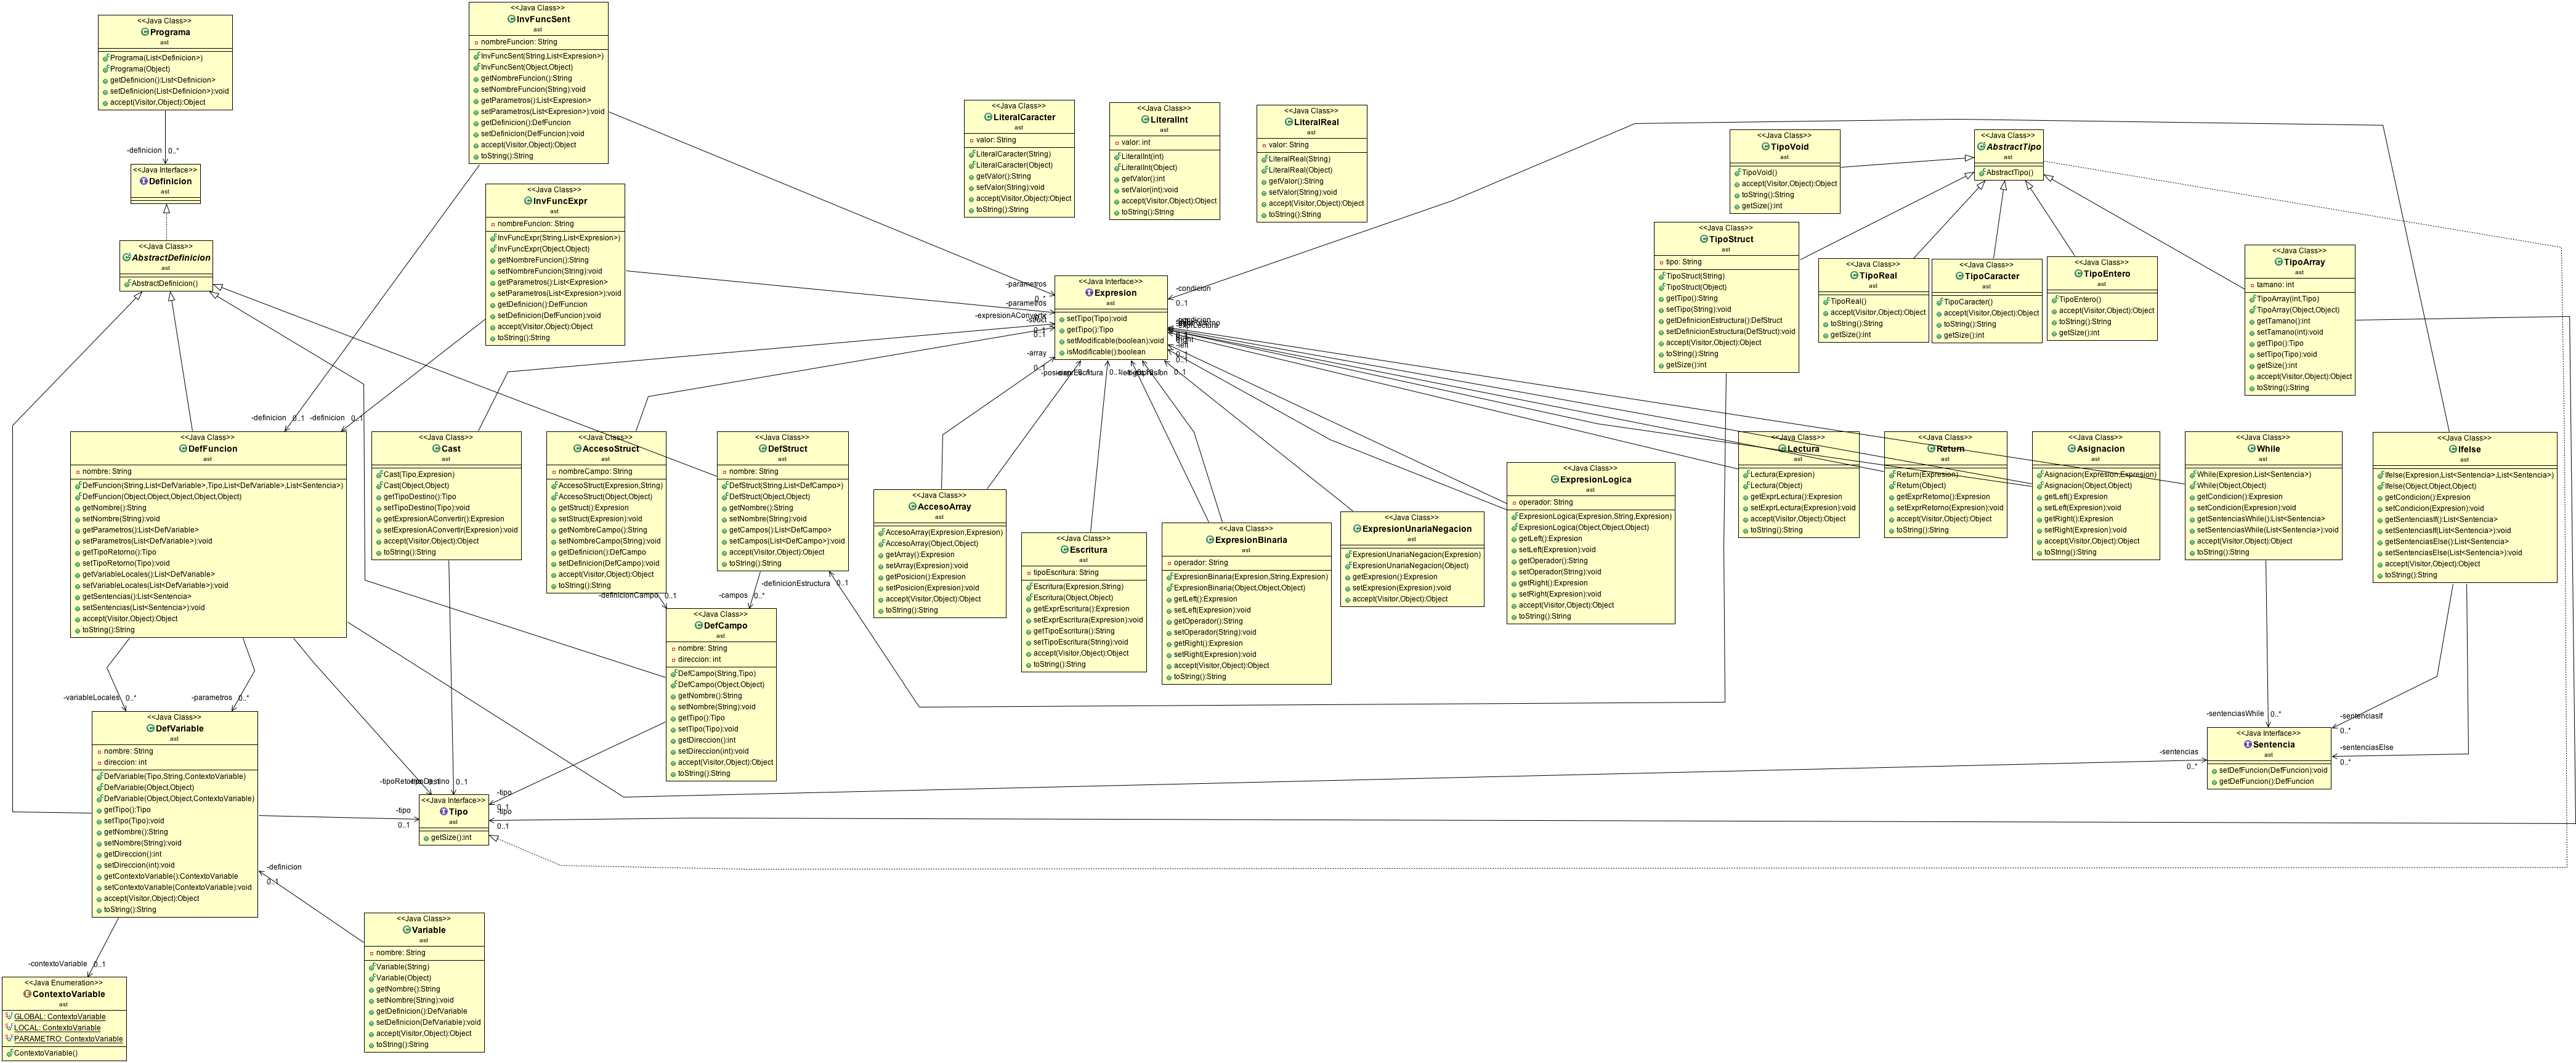 <<Java Class>>
Programa
ast
Programa(List<Definicion>)
Programa(Object)
getDefinicion():List<Definicion>
setDefinicion(List<Definicion>):void
accept(Visitor,Object):Object
-definicion 0..*
<<Java Interface>>
Definicion
ast
<<Java Class>>
AbstractDefinicion
ast
AbstractDefinicion()
<<Java Class>>
InvFuncSent
ast
nombreFuncion: String
InvFuncSent(String,List<Expresion>)
InvFuncSent(Object,Object)
getNombreFuncion():String
setNombreFuncion(String):void
getParametros():List<Expresion>
setParametros(List<Expresion>):void
getDefinicion():DefFuncion
setDefinicion(DefFuncion):void
accept(Visitor,Object):Object
toString():String
<<Java Class>>
InvFuncExpr
ast
nombreFuncion: String
InvFuncExpr(String,List<Expresion>)
InvFuncExpr(Object,Object)
getNombreFuncion():String
setNombreFuncion(String):void
getParametros():List<Expresion>
setParametros(List<Expresion>):void
getDefinicion():DefFuncion
setDefinicion(DefFuncion):void
accept(Visitor,Object):Object
toString():String
<<Java Class>>
LiteralCaracter
ast
valor: String
LiteralCaracter(String)
LiteralCaracter(Object)
getValor():String
setValor(String):void
accept(Visitor,Object):Object
toString():String
<<Java Class>>
LiteralInt
ast
valor: int
LiteralInt(int)
LiteralInt(Object)
getValor():int
setValor(int):void
accept(Visitor,Object):Object
toString():String
<<Java Class>>
LiteralReal
ast
valor: String
LiteralReal(String)
LiteralReal(Object)
getValor():String
setValor(String):void
accept(Visitor,Object):Object
toString():String
<<Java Class>>
TipoVoid
ast
TipoVoid()
accept(Visitor,Object):Object
toString():String
getSize():int
<<Java Class>>
AbstractTipo
ast
AbstractTipo()
<<Java Class>>
TipoStruct
ast
tipo: String
TipoStruct(String)
TipoStruct(Object)
getTipo():String
setTipo(String):void
getDefinicionEstructura():DefStruct
setDefinicionEstructura(DefStruct):void
accept(Visitor,Object):Object
toString():String
getSize():int
<<Java Class>>
TipoReal
ast
TipoReal()
accept(Visitor,Object):Object
toString():String
getSize():int
<<Java Class>>
TipoCaracter
ast
TipoCaracter()
accept(Visitor,Object):Object
toString():String
getSize():int
<<Java Class>>
TipoEntero
ast
TipoEntero()
accept(Visitor,Object):Object
toString():String
getSize():int
<<Java Class>>
TipoArray
ast
tamano: int
TipoArray(int,Tipo)
TipoArray(Object,Object)
getTamano():int
setTamano(int):void
getTipo():Tipo
setTipo(Tipo):void
getSize():int
accept(Visitor,Object):Object
toString():String
-parametros
0..*
-parametros
-expresionAConvertir
-struct
0..1
-array
0..1
<<Java Interface>>
Expresion
ast
setTipo(Tipo):void
getTipo():Tipo
setModificable(boolean):void
isModificable():boolean
-condicion
0..1
-left
0..1
0..1
-definicion 0..1
-definicion 0..1
<<Java Class>>
DefFuncion
ast
nombre: String
DefFuncion(String,List<DefVariable>,Tipo,List<DefVariable>,List<Sentencia>)
DefFuncion(Object,Object,Object,Object,Object)
getNombre():String
setNombre(String):void
getParametros():List<DefVariable>
setParametros(List<DefVariable>):void
getTipoRetorno():Tipo
setTipoRetorno(Tipo):void
getVariableLocales():List<DefVariable>
setVariableLocales(List<DefVariable>):void
getSentencias():List<Sentencia>
setSentencias(List<Sentencia>):void
accept(Visitor,Object):Object
toString():String
<<Java Class>>
Cast
ast
Cast(Tipo,Expresion)
Cast(Object,Object)
getTipoDestino():Tipo
setTipoDestino(Tipo):void
getExpresionAConvertir():Expresion
setExpresionAConvertir(Expresion):void
accept(Visitor,Object):Object
toString():String
<<Java Class>>
AccesoStruct
ast
nombreCampo: String
AccesoStruct(Expresion,String)
AccesoStruct(Object,Object)
getStruct():Expresion
setStruct(Expresion):void
getNombreCampo():String
setNombreCampo(String):void
getDefinicion():DefCampo
setDefinicion(DefCampo):void
accept(Visitor,Object):Object
toString():String
<<Java Class>>
DefStruct
ast
nombre: String
DefStruct(String,List<DefCampo>)
DefStruct(Object,Object)
getNombre():String
setNombre(String):void
getCampos():List<DefCampo>
setCampos(List<DefCampo>):void
accept(Visitor,Object):Object
toString():String
-definicionEstructura 0..1
-definicionCampo 0..1
-campos 0..*
<<Java Class>>
AccesoArray
ast
AccesoArray(Expresion,Expresion)
AccesoArray(Object,Object)
getArray():Expresion
setArray(Expresion):void
getPosicion():Expresion
setPosicion(Expresion):void
accept(Visitor,Object):Object
toString():String
<<Java Class>>
Escritura
ast
tipoEscritura: String
Escritura(Expresion,String)
Escritura(Object,Object)
getExprEscritura():Expresion
setExprEscritura(Expresion):void
getTipoEscritura():String
setTipoEscritura(String):void
accept(Visitor,Object):Object
toString():String
<<Java Class>>
ExpresionBinaria
ast
operador: String
ExpresionBinaria(Expresion,String,Expresion)
ExpresionBinaria(Object,Object,Object)
getLeft():Expresion
setLeft(Expresion):void
getOperador():String
setOperador(String):void
getRight():Expresion
setRight(Expresion):void
accept(Visitor,Object):Object
toString():String
<<Java Class>>
ExpresionUnariaNegacion
ast
ExpresionUnariaNegacion(Expresion)
ExpresionUnariaNegacion(Object)
getExpresion():Expresion
setExpresion(Expresion):void
accept(Visitor,Object):Object
<<Java Class>>
ExpresionLogica
ast
operador: String
ExpresionLogica(Expresion,String,Expresion)
ExpresionLogica(Object,Object,Object)
getLeft():Expresion
setLeft(Expresion):void
getOperador():String
setOperador(String):void
getRight():Expresion
setRight(Expresion):void
accept(Visitor,Object):Object
toString():String
<<Java Class>>
Lectura
ast
Lectura(Expresion)
Lectura(Object)
getExprLectura():Expresion
setExprLectura(Expresion):void
accept(Visitor,Object):Object
toString():String
<<Java Class>>
Return
ast
Return(Expresion)
Return(Object)
getExprRetorno():Expresion
setExprRetorno(Expresion):void
accept(Visitor,Object):Object
toString():String
<<Java Class>>
Asignacion
ast
Asignacion(Expresion,Expresion)
Asignacion(Object,Object)
getLeft():Expresion
setLeft(Expresion):void
getRight():Expresion
setRight(Expresion):void
accept(Visitor,Object):Object
toString():String
<<Java Class>>
While
ast
While(Expresion,List<Sentencia>)
While(Object,Object)
getCondicion():Expresion
setCondicion(Expresion):void
getSentenciasWhile():List<Sentencia>
setSentenciasWhile(List<Sentencia>):void
accept(Visitor,Object):Object
toString():String
<<Java Class>>
Ifelse
ast
Ifelse(Expresion,List<Sentencia>,List<Sentencia>)
Ifelse(Object,Object,Object)
getCondicion():Expresion
setCondicion(Expresion):void
getSentenciasIf():List<Sentencia>
setSentenciasIf(List<Sentencia>):void
getSentenciasElse():List<Sentencia>
setSentenciasElse(List<Sentencia>):void
accept(Visitor,Object):Object
toString():String
<<Java Class>>
DefCampo
ast
nombre: String
direccion: int
DefCampo(String,Tipo)
DefCampo(Object,Object)
getNombre():String
setNombre(String):void
getTipo():Tipo
setTipo(Tipo):void
getDireccion():int
setDireccion(int):void
accept(Visitor,Object):Object
toString():String
-variableLocales 0..*
-parametros 0..*
<<Java Class>>
DefVariable
ast
nombre: String
direccion: int
DefVariable(Tipo,String,ContextoVariable)
DefVariable(Object,Object)
DefVariable(Object,Object,ContextoVariable)
getTipo():Tipo
setTipo(Tipo):void
getNombre():String
setNombre(String):void
getDireccion():int
setDireccion(int):void
getContextoVariable():ContextoVariable
setContextoVariable(ContextoVariable):void
accept(Visitor,Object):Object
toString():String
0..1
-tipo
0..1
<<Java Interface>>
Tipo
ast
getSize():int
-tipo
0..1
-tipo
0..1
-sentenciasWhile 0..*
-sentenciasIf
0..*
-sentenciasElse
0..*
-sentencias
0..*
<<Java Interface>>
Sentencia
ast
setDefFuncion(DefFuncion):void
getDefFuncion():DefFuncion
-definicion
0..1
<<Java Class>>
Variable
ast
nombre: String
Variable(String)
Variable(Object)
getNombre():String
setNombre(String):void
getDefinicion():DefVariable
setDefinicion(DefVariable):void
accept(Visitor,Object):Object
toString():String
-contextoVariable 0..1
<<Java Enumeration>>
ContextoVariable
ast
GLOBAL: ContextoVariable
LOCAL: ContextoVariable
PARAMETRO: ContextoVariable
ContextoVariable()